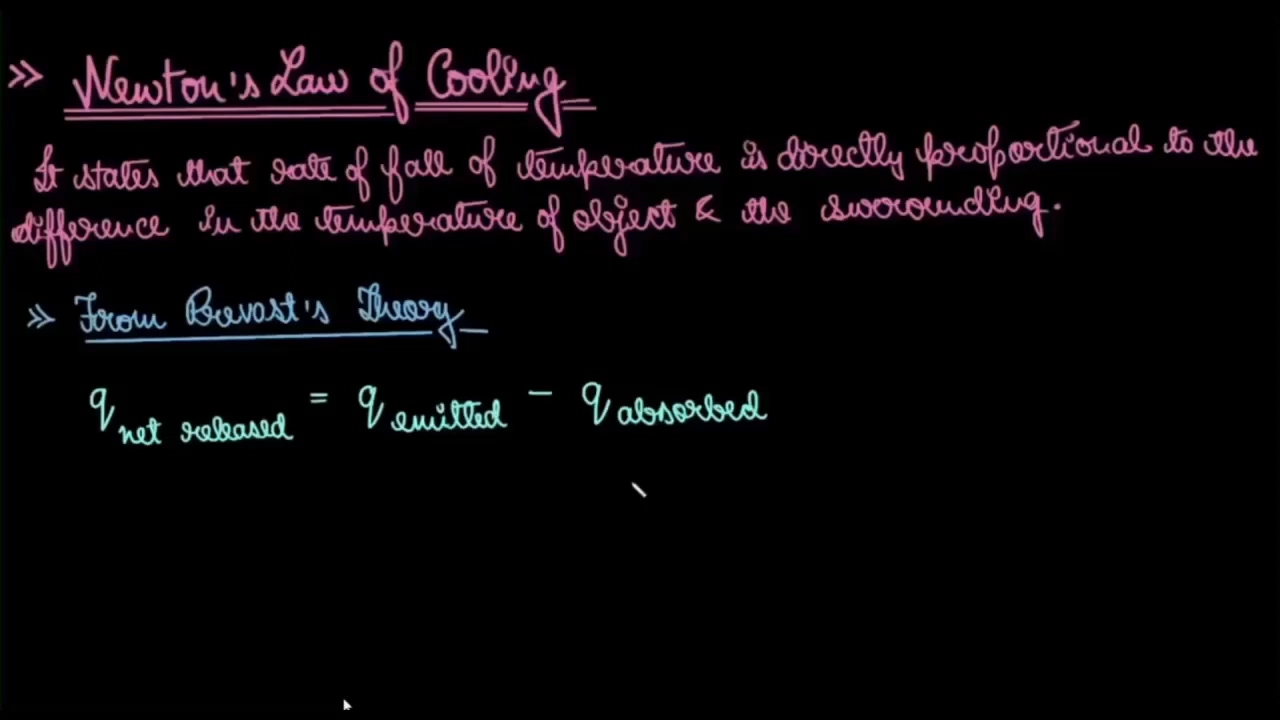 » Newton's Law of Cooling
It states that rate of fall of temperature is directly proportional to the
difference in the temperature of object & the surrounding.
» From Prevost's Theory
q net released = q emitted - q absorbed